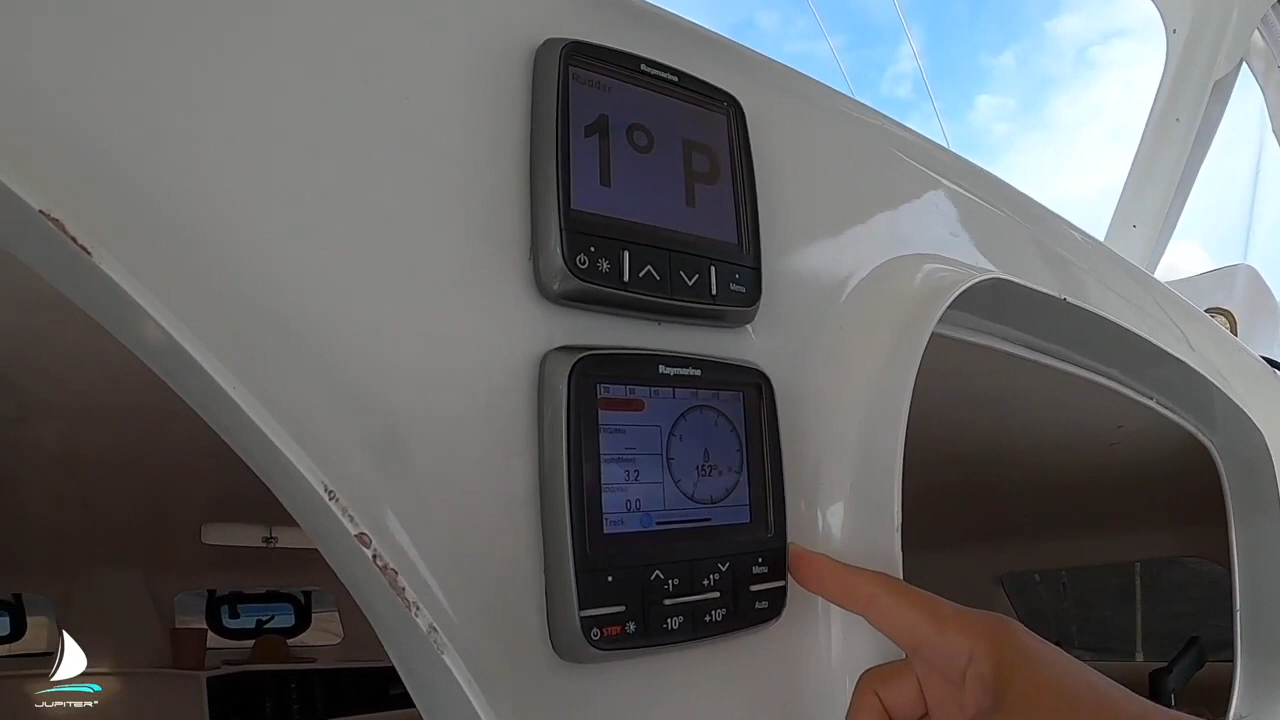 Raymarine
Rudder
1° P
Menu
Raymarine
Depth(Meter)
3.2
152°
0.0
Track
-1° +1° Menu
STBY -10° +10° Auto
JUPITER